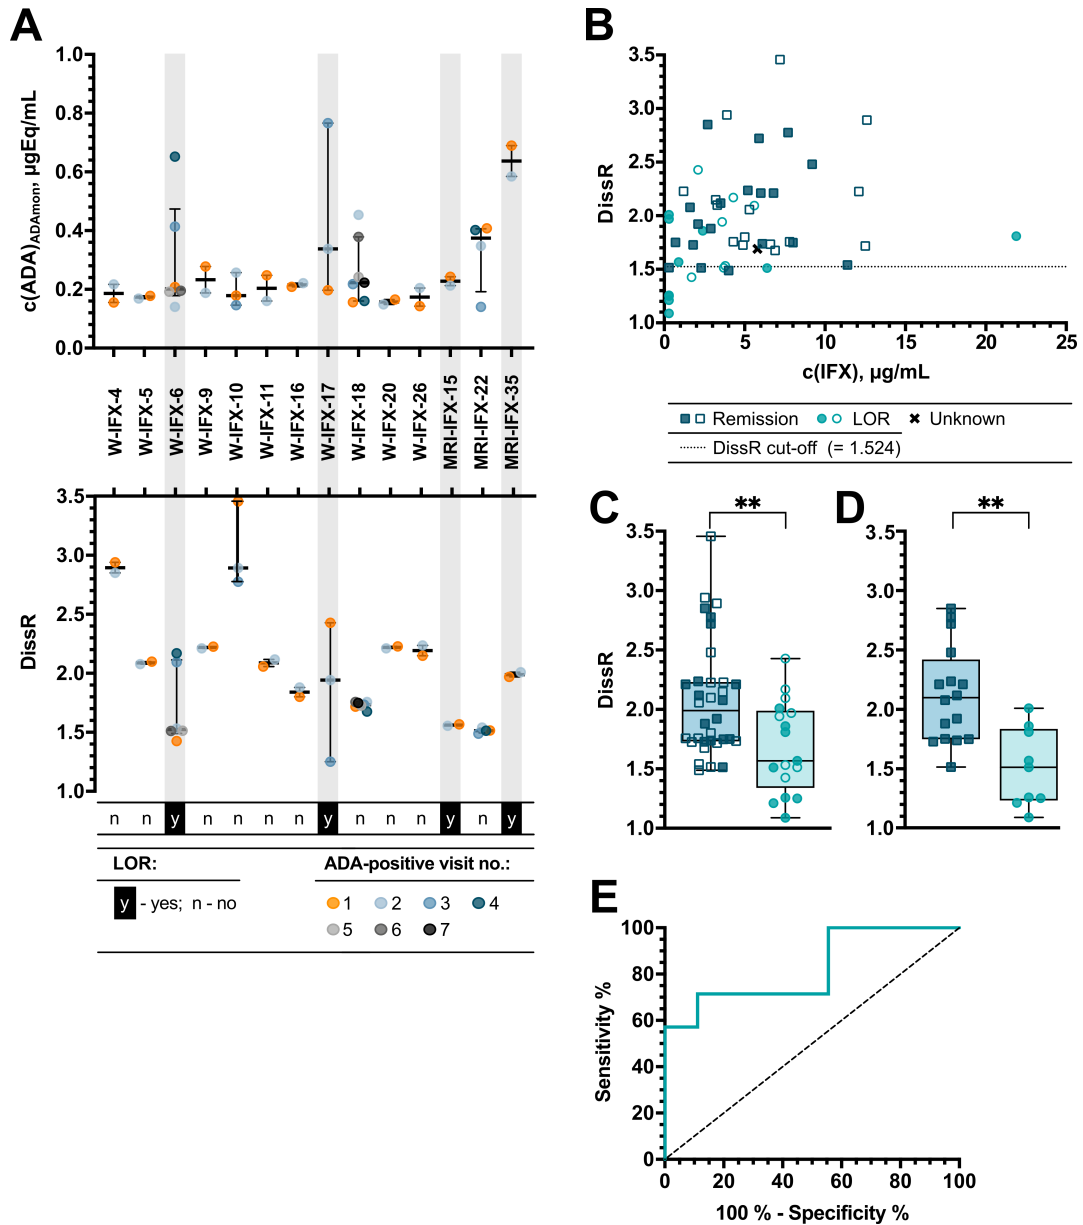 A
c(ADA)ADAmon, µgEq/mL
1.0
0.8
0.6
0.4
0.2
0.0
W-IFX-4
W-IFX-5
W-IFX-6
W-IFX-9
W-IFX-10
W-IFX-11
W-IFX-16
W-IFX-17
W-IFX-18
W-IFX-20
W-IFX-26
MRI-IFX-15
MRI-IFX-22
MRI-IFX-35
DissR
3.5
3.0
2.5
2.0
1.5
1.0
n n y n n n n y n n n y n y
LOR:
y - yes; n - no
ADA-positive visit no.:
1 2 3 4
5 6 7
B
DissR
3.5
3.0
2.5
2.0
1.5
1.0
0 5 10 15 20 25
c(IFX), µg/mL
Remission LOR Unknown
DissR cut-off (= 1.524)
C
**
DissR
3.5
3.0
2.5
2.0
1.5
1.0
D
**
3.5
3.0
2.5
2.0
1.5
1.0
E
Sensitivity %
100
80
60
40
20
0
0 20 40 60 80 100
100 % - Specificity %